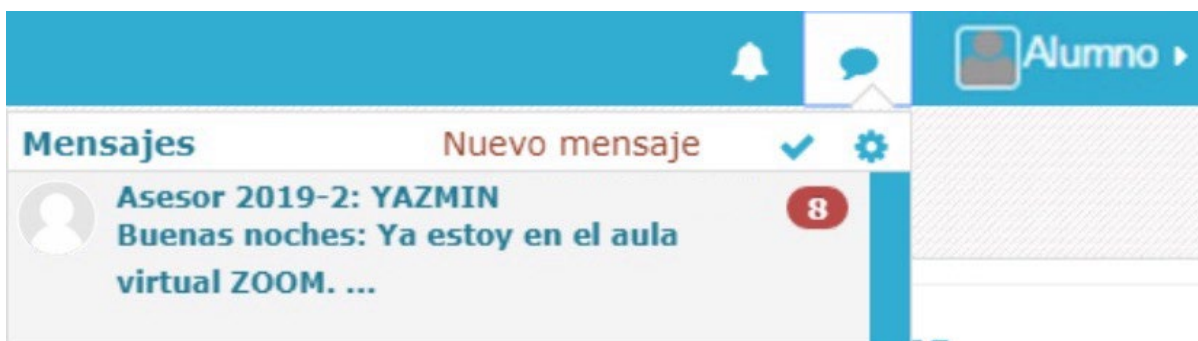 Alumno
Mensajes Nuevo mensaje
Asesor 2019-2: YAZMIN
8
Buenas noches: Ya estoy en el aula
virtual ZOOM. ...